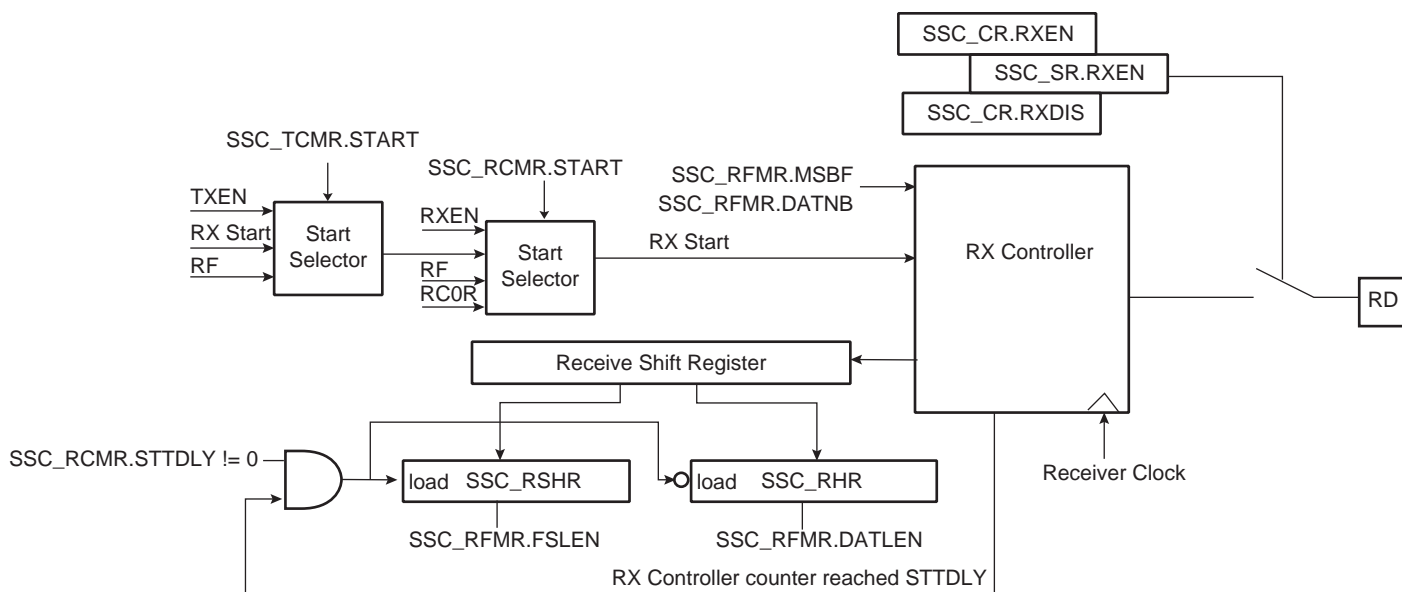 SSC_CR.RXEN
SSC_SR.RXEN
SSC_CR.RXDIS
SSC_TCMR.START
SSC_RCMR.START
SSC_RFMR.MSBF
SSC_RFMR.DATNB
TXEN
RX Start
RF
Start
Selector
RXEN
RF
RC0R
Start
Selector
RX Start
RX Controller
RD
Receive Shift Register
SSC_RCMR.STTDLY != 0
load SSC_RSHR
load SSC_RHR
Receiver Clock
SSC_RFMR.FSLEN
SSC_RFMR.DATLEN
RX Controller counter reached STTDLY